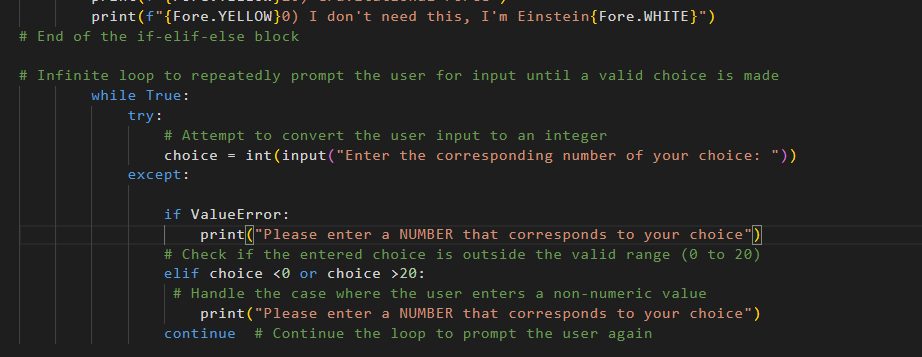 print(f"{Fore.YELLOW}0) I don't need this, I'm Einstein{Fore.WHITE}")
# End of the if-elif-else block
# Infinite loop to repeatedly prompt the user for input until a valid choice is made
while True:
try:
# Attempt to convert the user input to an integer
choice = int(input("Enter the corresponding number of your choice: "))
except:
if ValueError:
print("Please enter a NUMBER that corresponds to your choice")
# Check if the entered choice is outside the valid range (0 to 20)
elif choice <0 or choice >20:
# Handle the case where the user enters a non-numeric value
print("Please enter a NUMBER that corresponds to your choice")
continue  # Continue the loop to prompt the user again